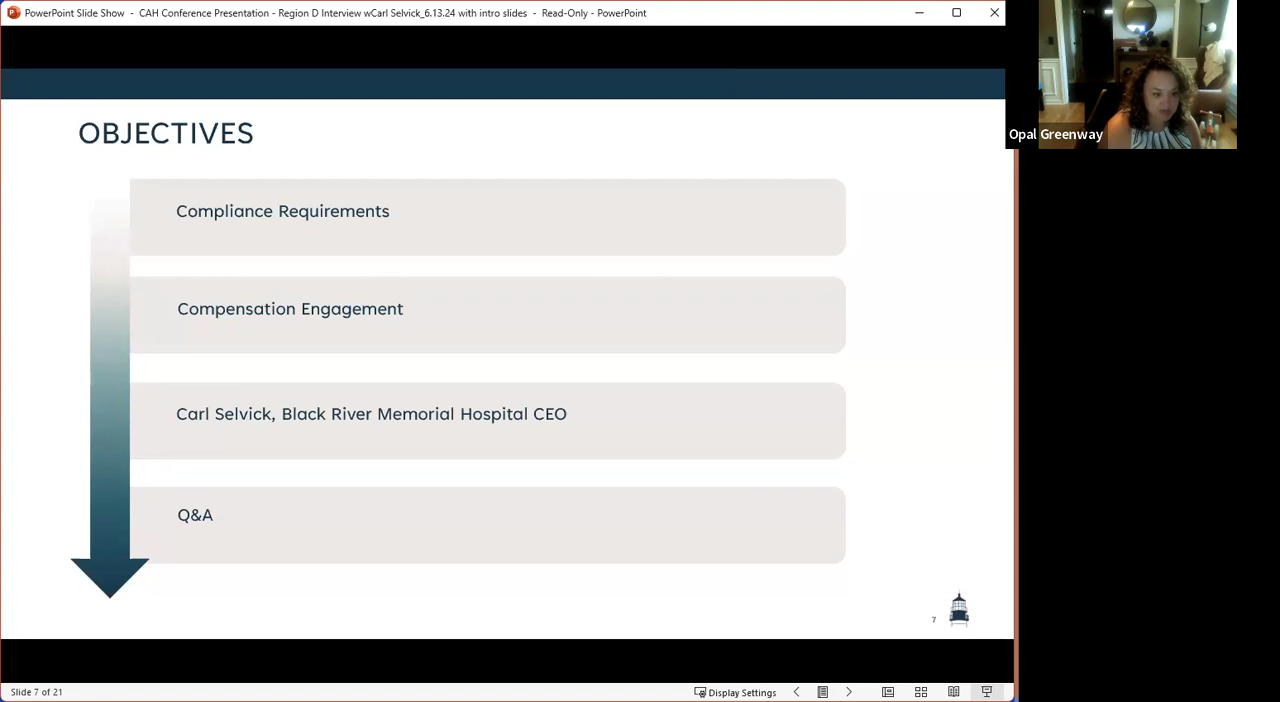 PowerPoint Slide Show - CAH Conference Presentation - Region D Interview wCarl Selvick_6.13.24 with intro slides - Read-Only - PowerPoint
Opal Greenway
OBJECTIVES
Compliance Requirements
Compensation Engagement
Carl Selvick, Black River Memorial Hospital CEO
Q&A
7
Slide 7 of 21
Display Settings